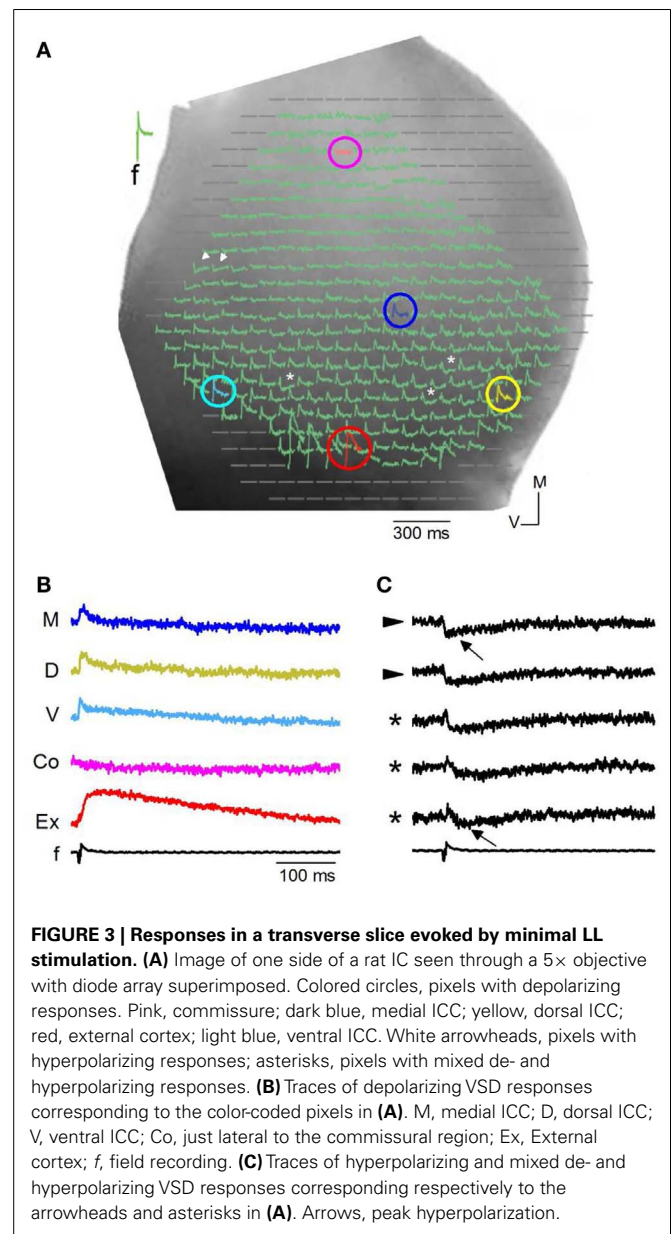 A
f
*
*
*
M
V
300 ms
B
C
M
D
V
*
Co
*
Ex
*
f
100 ms
FIGURE 3 | Responses in a transverse slice evoked by minimal LL
stimulation. (A) Image of one side of a rat IC seen through a 5× objective
with diode array superimposed. Colored circles, pixels with depolarizing
responses. Pink, commissure; dark blue, medial ICC; yellow, dorsal ICC;
red, external cortex; light blue, ventral ICC. White arrowheads, pixels with
hyperpolarizing responses; asterisks, pixels with mixed de- and
hyperpolarizing responses. (B) Traces of depolarizing VSD responses
corresponding to the color-coded pixels in (A). M, medial ICC; D, dorsal ICC;
V, ventral ICC; Co, just lateral to the commissural region; Ex, External
cortex; f, field recording. (C) Traces of hyperpolarizing and mixed de- and
hyperpolarizing VSD responses corresponding respectively to the
arrowheads and asterisks in (A). Arrows, peak hyperpolarization.